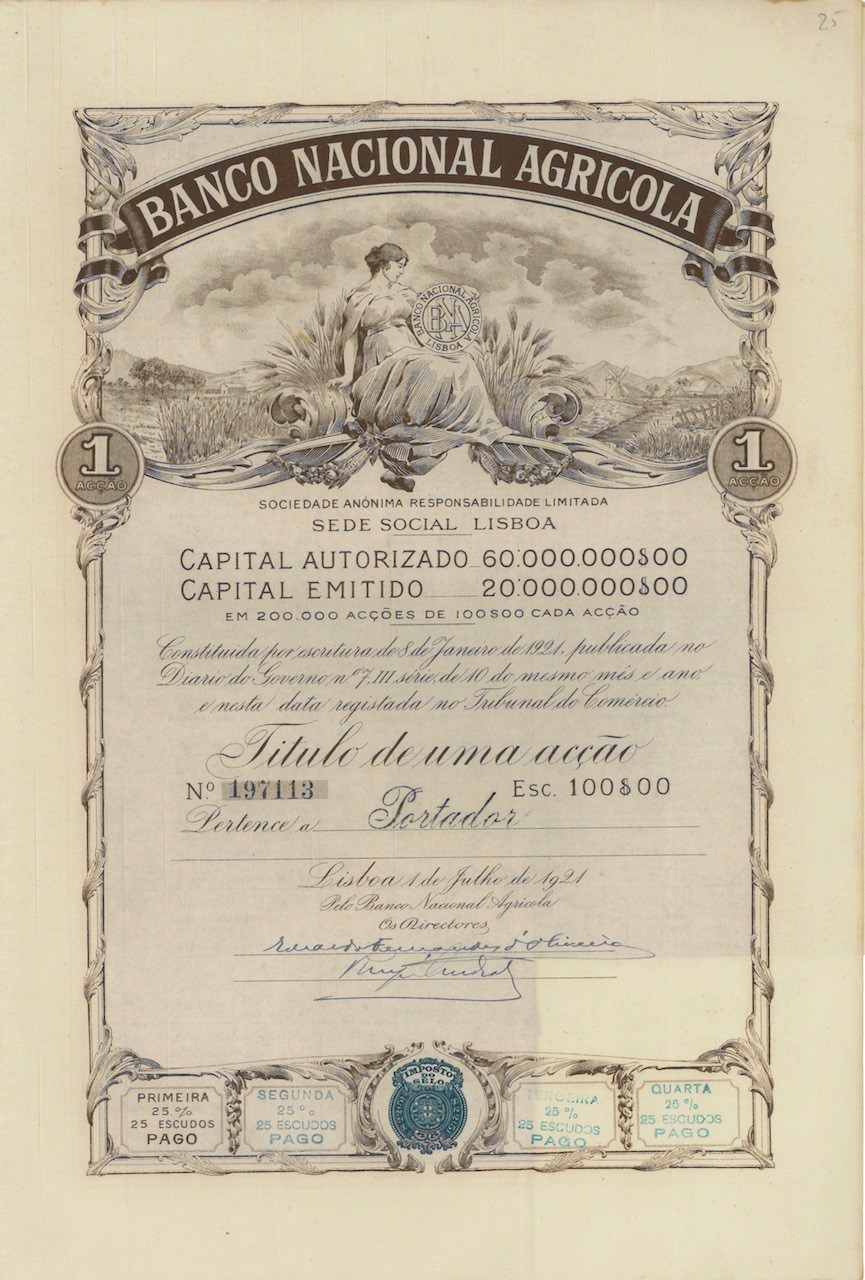 25
BANCO NACIONAL AGRICOLA
BANCO NACIONAL AGRICOLA
BNA
LISBOA
1
ACÇÃO
1
ACÇÃO
SOCIEDADE ANÓNIMA RESPONSABILIDADE LIMITADA
SEDE SOCIAL LISBOA
CAPITAL AUTORIZADO 60.000.000$00
CAPITAL EMITIDO 20.000.000$00
EM 200.000 ACÇÕES DE 100$00 CADA ACÇÃO
Constituida por escritura de 8 de Janeiro de 1921, publicada no
Diario do Governo n.º 7, III série, de 10 do mesmo mês e ano
e nesta data registada no Tribunal do Comércio.
Titulo de uma acção
Nº 197113 Esc. 100$00
Pertence a Portador
Lisboa 1 de Julho de 1921
Pelo Banco Nacional Agricola
Os Directores,
Eduardo Fernandes d'Oliveira
PRIMEIRA
25 %
25 ESCUDOS
PAGO
SEGUNDA
25 %
25 ESCUDOS
PAGO
IMPOSTO
DO
SELO
TERCEIRA
25 %
25 ESCUDOS
PAGO
QUARTA
25 %
25 ESCUDOS
PAGO